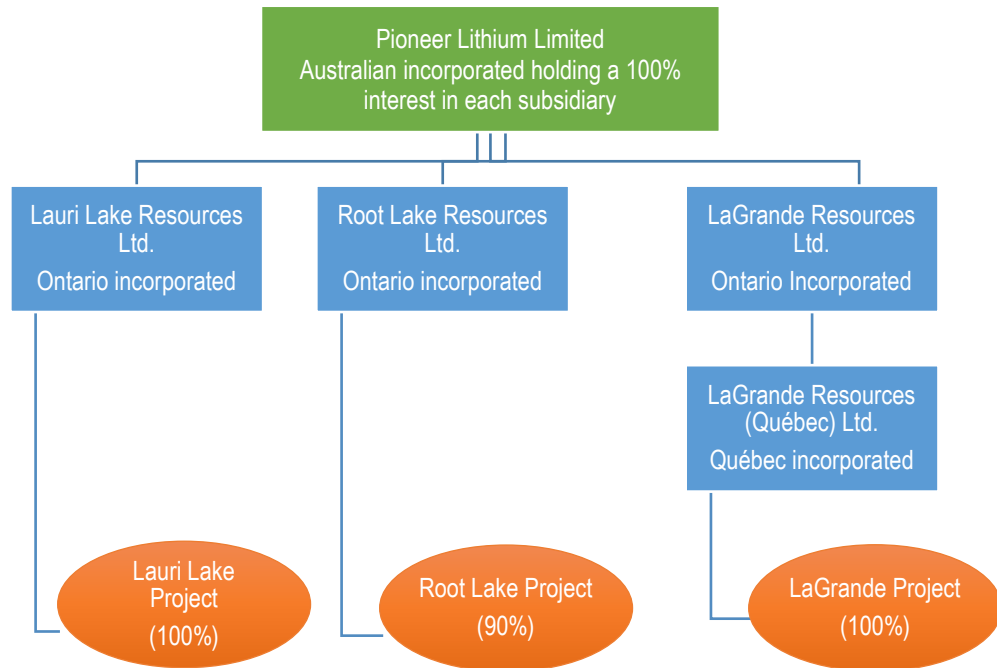 Pioneer Lithium Limited
Australian incorporated holding a 100%
interest in each subsidiary
Lauri Lake Resources
Ltd.
Ontario incorporated
Root Lake Resources
Ltd.
Ontario incorporated
LaGrande Resources
Ltd.
Ontario Incorporated
LaGrande Resources
(Québec) Ltd.
Québec incorporated
Lauri Lake
Project
(100%)
Root Lake Project
(90%)
LaGrande Project
(100%)